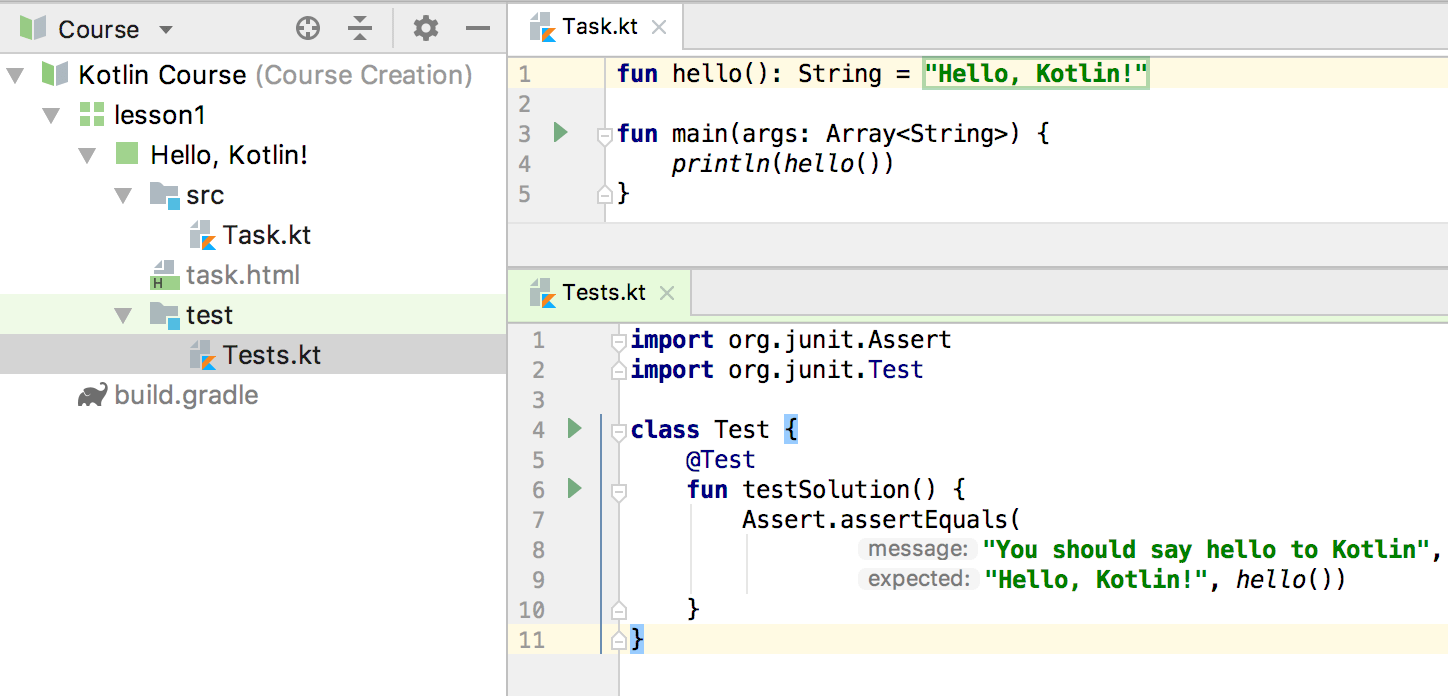 Course
Kotlin Course (Course Creation)
lesson1
Hello, Kotlin!
src
Task.kt
H task.html
test
Tests.kt
build.gradle
Task.kt
1 fun hello(): String = "Hello, Kotlin!"
2
3 fun main(args: Array<String>) {
4 println(hello())
5 }
Tests.kt
1 import org.junit.Assert
2 import org.junit.Test
3
4 class Test {
5 @Test
6 fun testSolution() {
7 Assert.assertEquals(
8 message: "You should say hello to Kotlin",
9 expected: "Hello, Kotlin!", hello())
10 }
11 }